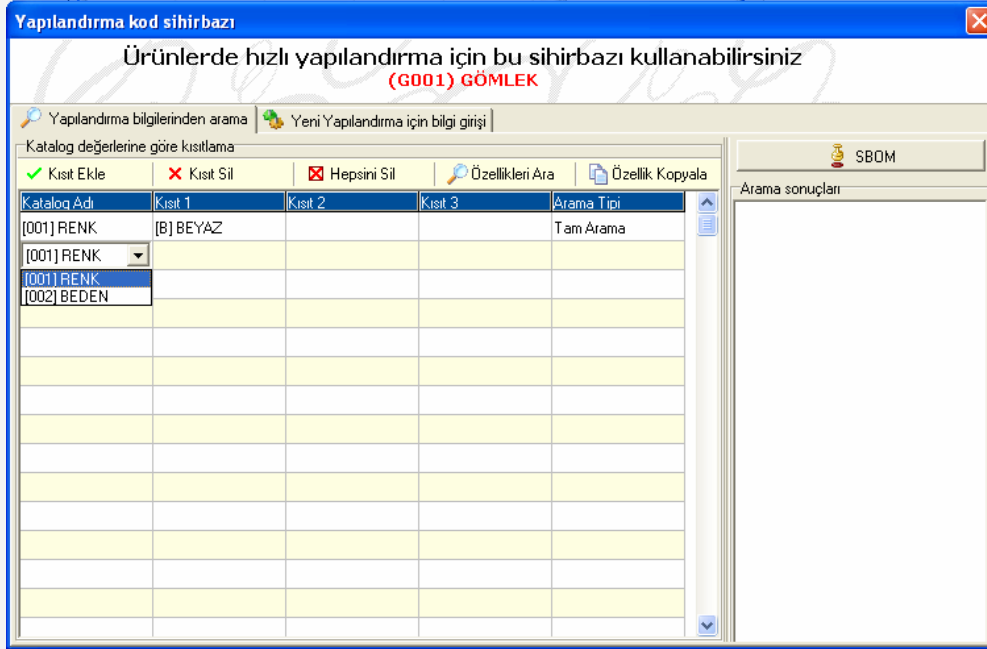 Yapılandırma kod sihirbazı
Ürünlerde hızlı yapılandırma için bu sihirbazı kullanabilirsiniz
(G001) GÖMLEK
Yapılandırma bilgilerinden arama Yeni Yapılandırma için bilgi girişi
Katalog değerlerine göre kısıtlama
Kısıt Ekle Kısıt Sil Hepsini Sil Özellikleri Ara Özellik Kopyala
SBOM
Arama sonuçları
Katalog Adı Kısıt 1 Kısıt 2 Kısıt 3 Arama Tipi
[001] RENK [B] BEYAZ Tam Arama
[001] RENK
[001] RENK
[002] BEDEN